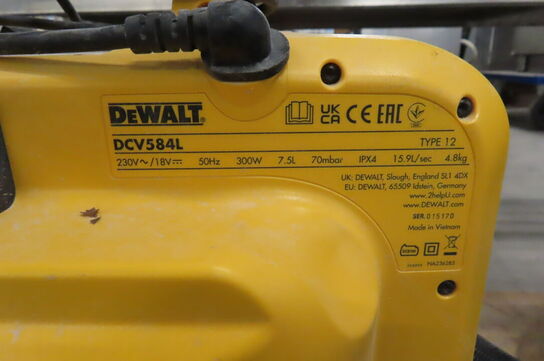 DEWALT
UK CA CE EAC
DCV584L TYPE 12
230V~/18V⎓ 50Hz 300W 7.5L 70mbar IPX4 15.9L/sec 4.8kg
UK: DEWALT, Slough, England SL1 4DX
EU: DEWALT, 65509 Idstein, Germany
www.2helpU.com
www.DEWALT.com
SER. 015170
Made in Vietnam
NA236285